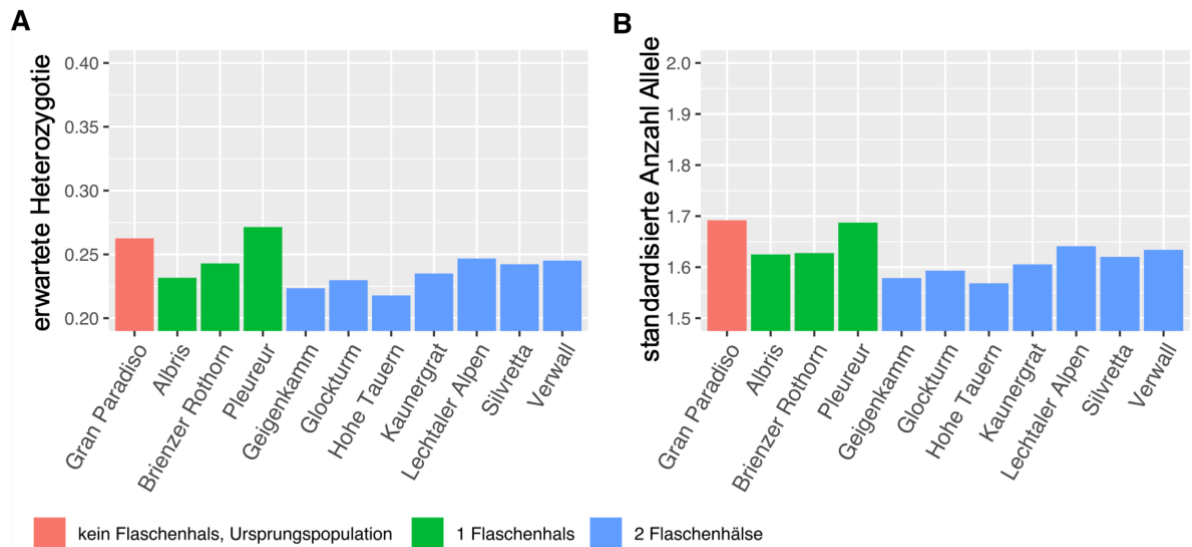 A
erwartete Heterozygotie
0.40
0.30
0.25
0.20
Gran Paradiso
Albris
Brienzer Rothorn
Pleureur
Geigenkamm
Glockturm
Hohe Tauern
Kaunergrat
Lechtaler Alpen
Silvretta
Verwall
B
standardisierte Anzahl Allele
2.0
1.9
1.8
1.7
1.6
1.5
Gran Paradiso
Albris
Brienzer Rothorn
Pleureur
Geigenkamm
Glockturm
Hohe Tauern
Kaunergrat
Lechtaler Alpen
Silvretta
Verwall
kein Flaschenhals, Ursprungspopulation
1 Flaschenhals
2 Flaschenhälse